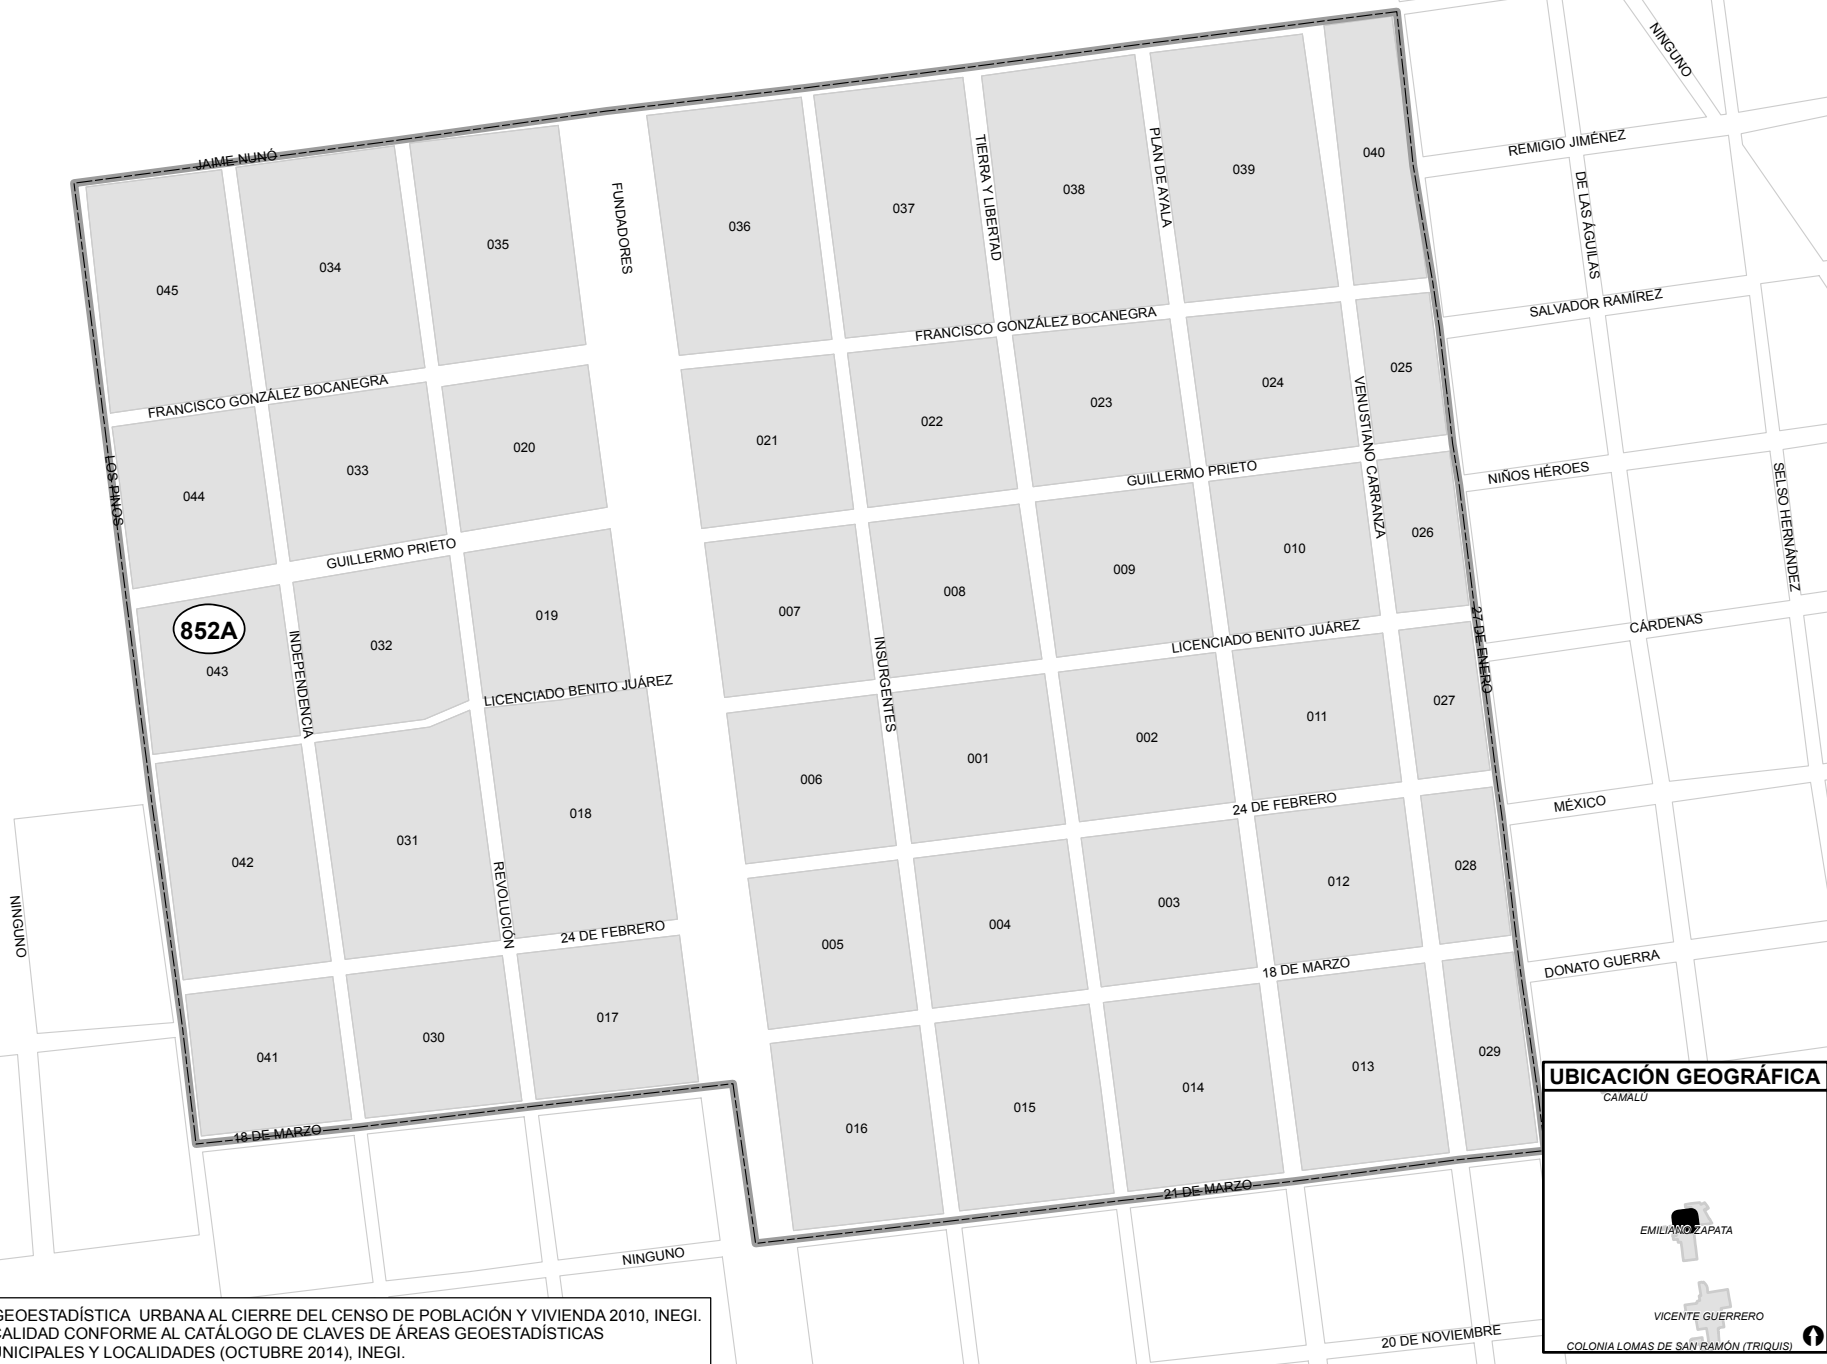 NINGUNO
REMIGIO JIMÉNEZ
JAIME NUNÓ
FUNDADORES
TIERRA Y LIBERTAD
PLAN DE AYALA
DE LAS ÁGUILAS
040
039
038
037
036
035
034
045
SALVADOR RAMÍREZ
FRANCISCO GONZÁLEZ BOCANEGRA
FRANCISCO GONZÁLEZ BOCANEGRA
025
024
023
022
021
020
033
044
LOS PINOS
VENUSTIANO CARRANZA
GUILLERMO PRIETO
NIÑOS HÉROES
SELSO HERNÁNDEZ
GUILLERMO PRIETO
026
010
009
008
007
019
032
852A
043
INDEPENDENCIA
INSURGENTES
LICENCIADO BENITO JUÁREZ
27 DE ENERO
CÁRDENAS
LICENCIADO BENITO JUÁREZ
027
011
002
001
006
018
031
042
24 DE FEBRERO
MÉXICO
REVOLUCIÓN
NINGUNO
24 DE FEBRERO
028
012
003
004
005
18 DE MARZO
DONATO GUERRA
017
030
041
029
013
014
015
016
18 DE MARZO
21 DE MARZO
NINGUNO
20 DE NOVIEMBRE
UBICACIÓN GEOGRÁFICA
CAMALÚ
EMILIANO ZAPATA
VICENTE GUERRERO
COLONIA LOMAS DE SAN RAMÓN (TRIQUIS)
GEOESTADÍSTICA URBANA AL CIERRE DEL CENSO DE POBLACIÓN Y VIVIENDA 2010, INEGI.
CALIDAD CONFORME AL CATÁLOGO DE CLAVES DE ÁREAS GEOESTADÍSTICAS
UNICIPALES Y LOCALIDADES (OCTUBRE 2014), INEGI.